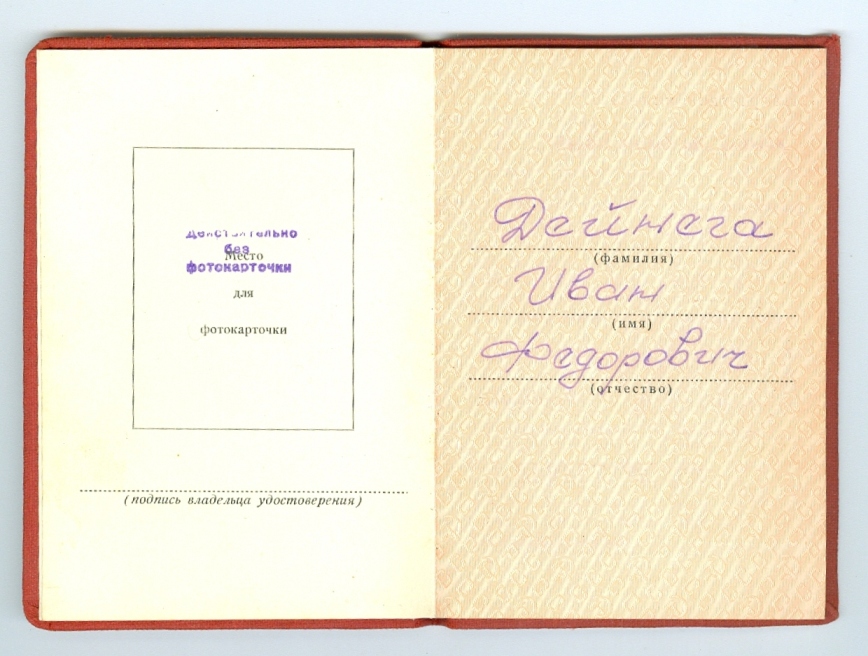 Действительно
без
фотокарточки
Место
для
фотокарточки
(подпись владельца удостоверения)
Дейнега
(фамилия)
Иван
(имя)
Федорович
(отчество)